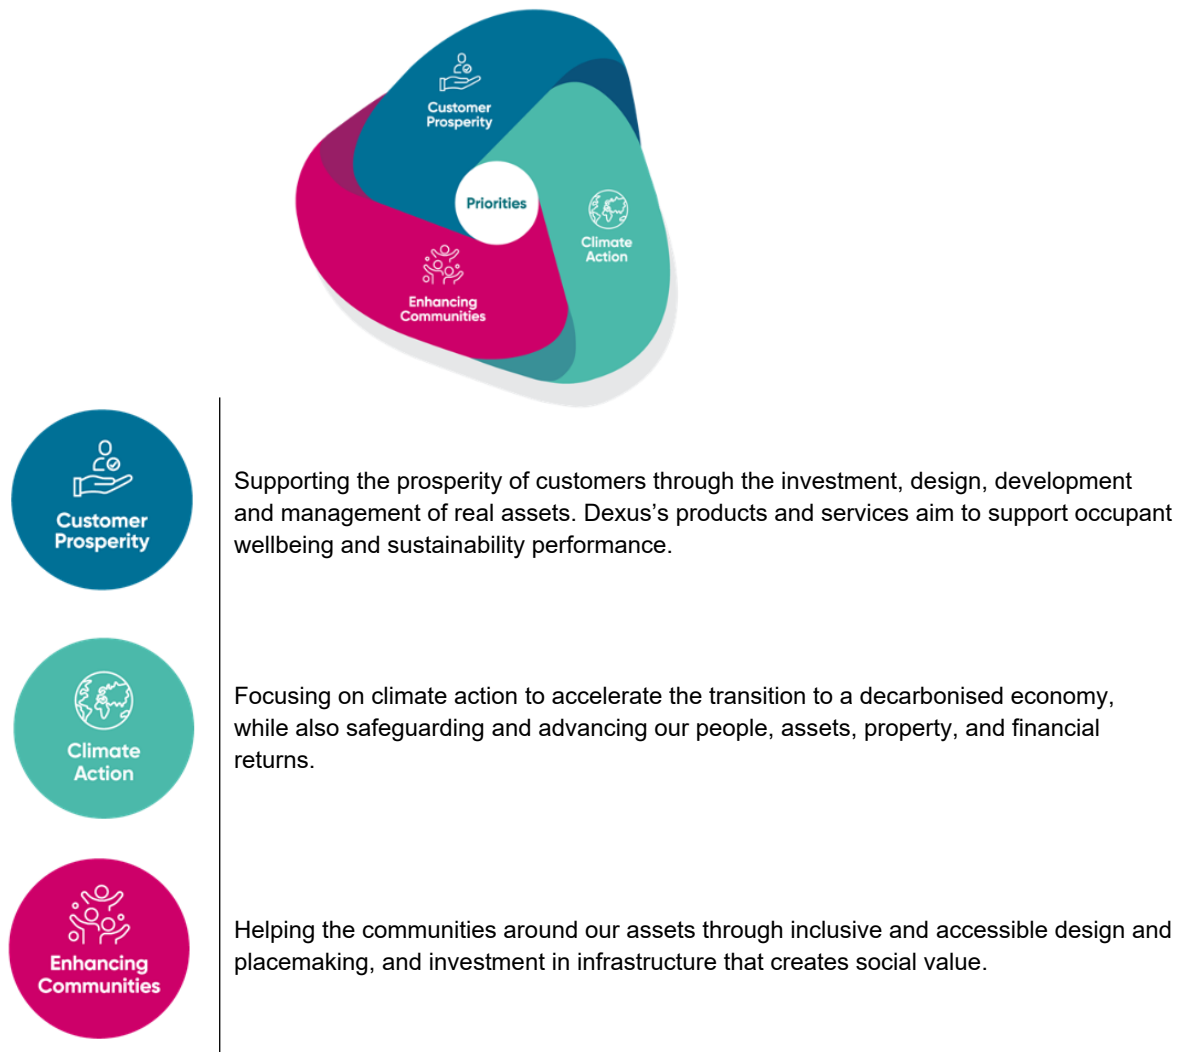 Customer
Prosperity
Priorities
Climate
Action
Enhancing
Communities
Customer
Prosperity
Supporting the prosperity of customers through the investment, design, development
and management of real assets. Dexus’s products and services aim to support occupant
wellbeing and sustainability performance.
Climate
Action
Focusing on climate action to accelerate the transition to a decarbonised economy,
while also safeguarding and advancing our people, assets, property, and financial
returns.
Enhancing
Communities
Helping the communities around our assets through inclusive and accessible design and
placemaking, and investment in infrastructure that creates social value.